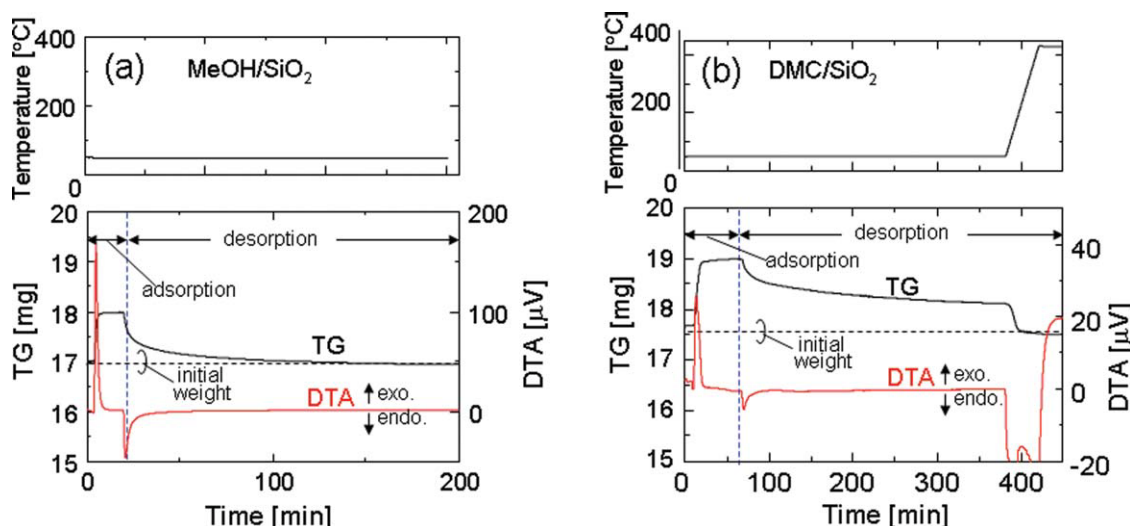 400
200
0
Temperature [°C]
(a)
MeOH/SiO2
20
19
18
17
16
15
TG [mg]
200
100
0
DTA [µV]
desorption
adsorption
TG
initial
weight
DTA
exo.
endo.
0
100
200
Time [min]
400
200
0
Temperature [°C]
(b)
DMC/SiO2
20
19
18
17
16
15
TG [mg]
40
20
0
-20
DTA [µV]
desorption
adsorption
TG
initial
weight
DTA
exo.
endo.
0
100
200
300
400
Time [min]